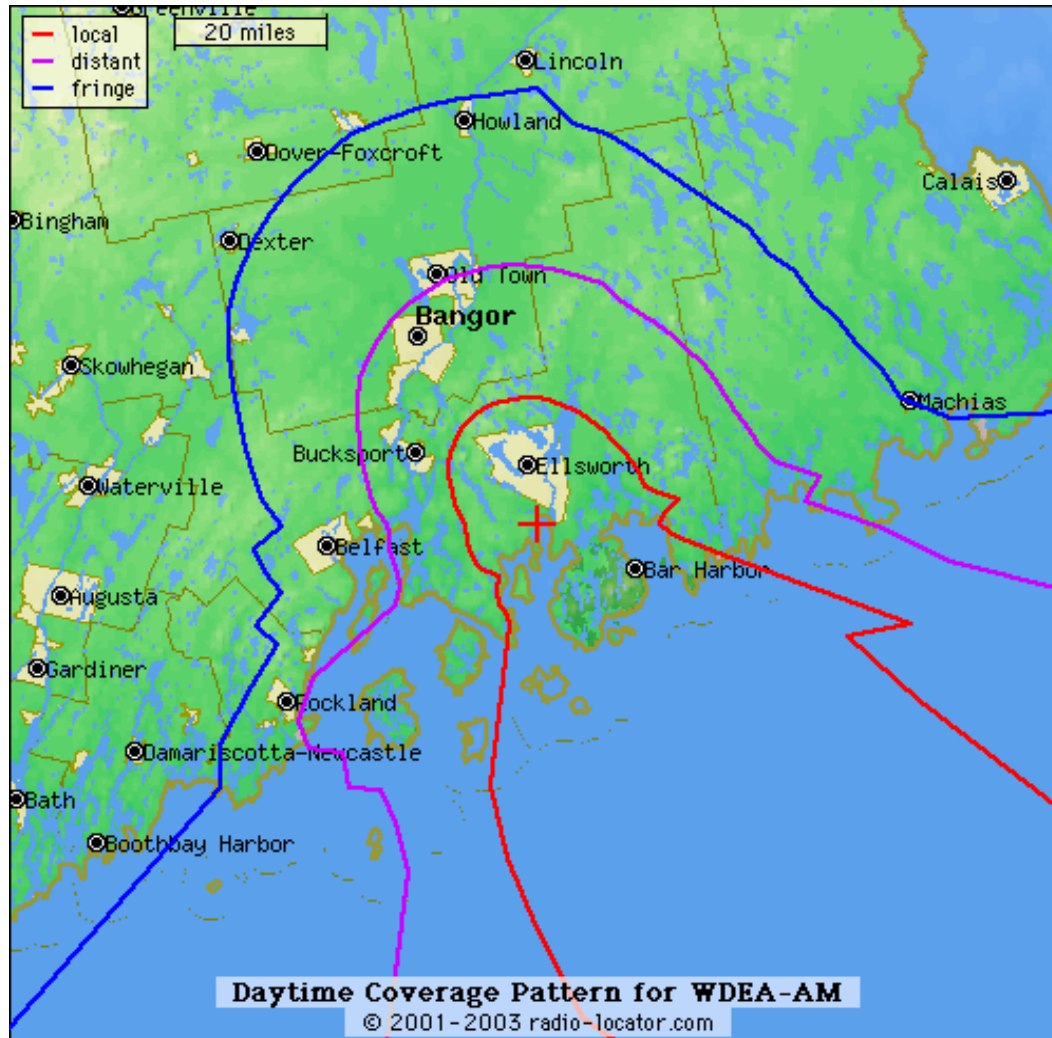 Greenville
local
20 miles
distant
fringe
Lincoln
Howland
Dover-Foxcroft
Calais
Bingham
Dexter
Old Town
Bangor
Skowhegan
Machias
Bucksport
Ellsworth
Waterville
Belfast
Bar Harbor
Augusta
Gardiner
Rockland
Damariscotta-Newcastle
Bath
Boothbay Harbor
Daytime Coverage Pattern for WDEA-AM
© 2001-2003 radio-locator.com